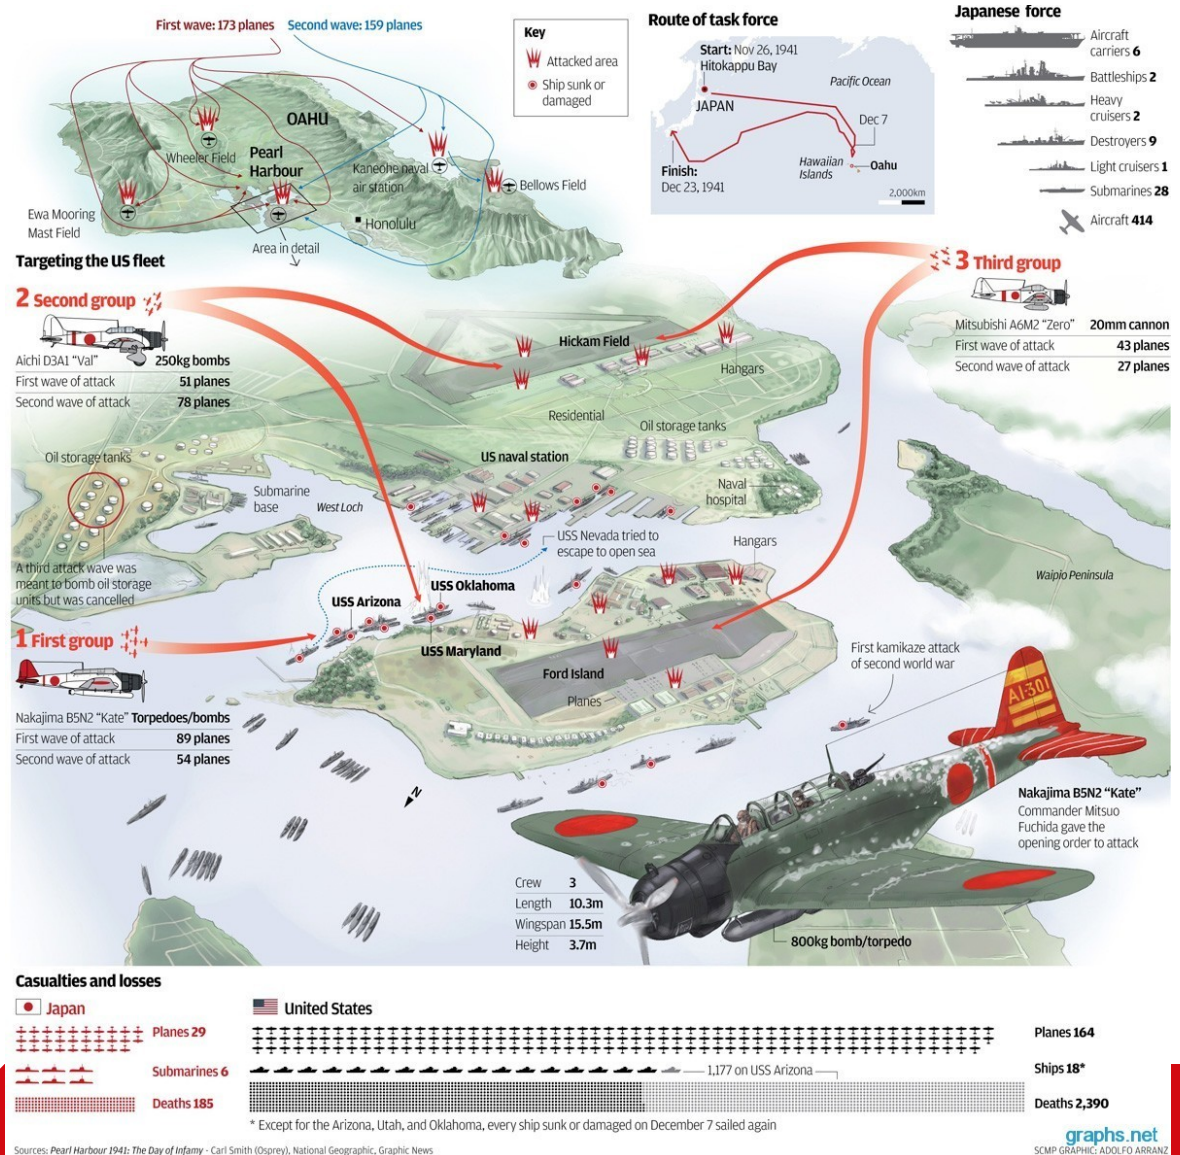 First wave: 173 planes
Second wave: 159 planes
OAHU
Wheeler Field
Pearl
Harbour
Kaneohe naval
air station
Bellows Field
Ewa Mooring
Mast Field
Honolulu
Area in detail
Key
Attacked area
Ship sunk or
damaged
Route of task force
Start: Nov 26, 1941
Hitokappu Bay
Pacific Ocean
JAPAN
Dec 7
Hawaiian
Islands
Oahu
Finish:
Dec 23, 1941
2,000km
Japanese force
Aircraft
carriers 6
Battleships 2
Heavy
cruisers 2
Destroyers 9
Light cruisers 1
Submarines 28
Aircraft 414
Targeting the US fleet
2 Second group
Aichi D3A1 “Val” 250kg bombs
First wave of attack 51 planes
Second wave of attack 78 planes
3 Third group
Mitsubishi A6M2 “Zero” 20mm cannon
First wave of attack 43 planes
Second wave of attack 27 planes
Hickam Field
Hangars
Residential
Oil storage tanks
US naval station
Naval
hospital
Oil storage tanks
Submarine
base
West Loch
A third attack wave was
meant to bomb oil storage
units but was cancelled
USS Nevada tried to
escape to open sea
Hangars
Waipio Peninsula
USS Oklahoma
USS Arizona
USS Maryland
1 First group
Nakajima B5N2 “Kate” Torpedoes/bombs
First wave of attack 89 planes
Second wave of attack 54 planes
Ford Island
Planes
First kamikaze attack
of second world war
N
A1-301
Nakajima B5N2 “Kate”
Commander Mitsuo
Fuchida gave the
opening order to attack
Crew 3
Length 10.3m
Wingspan 15.5m
Height 3.7m
800kg bomb/torpedo
Casualties and losses
Japan
Planes 29
Submarines 6
Deaths 185
United States
Planes 164
1,177 on USS Arizona
Ships 18*
Deaths 2,390
* Except for the Arizona, Utah, and Oklahoma, every ship sunk or damaged on December 7 sailed again
graphs.net
Sources: Pearl Harbour 1941: The Day of Infamy - Carl Smith (Osprey), National Geographic, Graphic News
SCMP GRAPHIC: ADOLFO ARRANZ